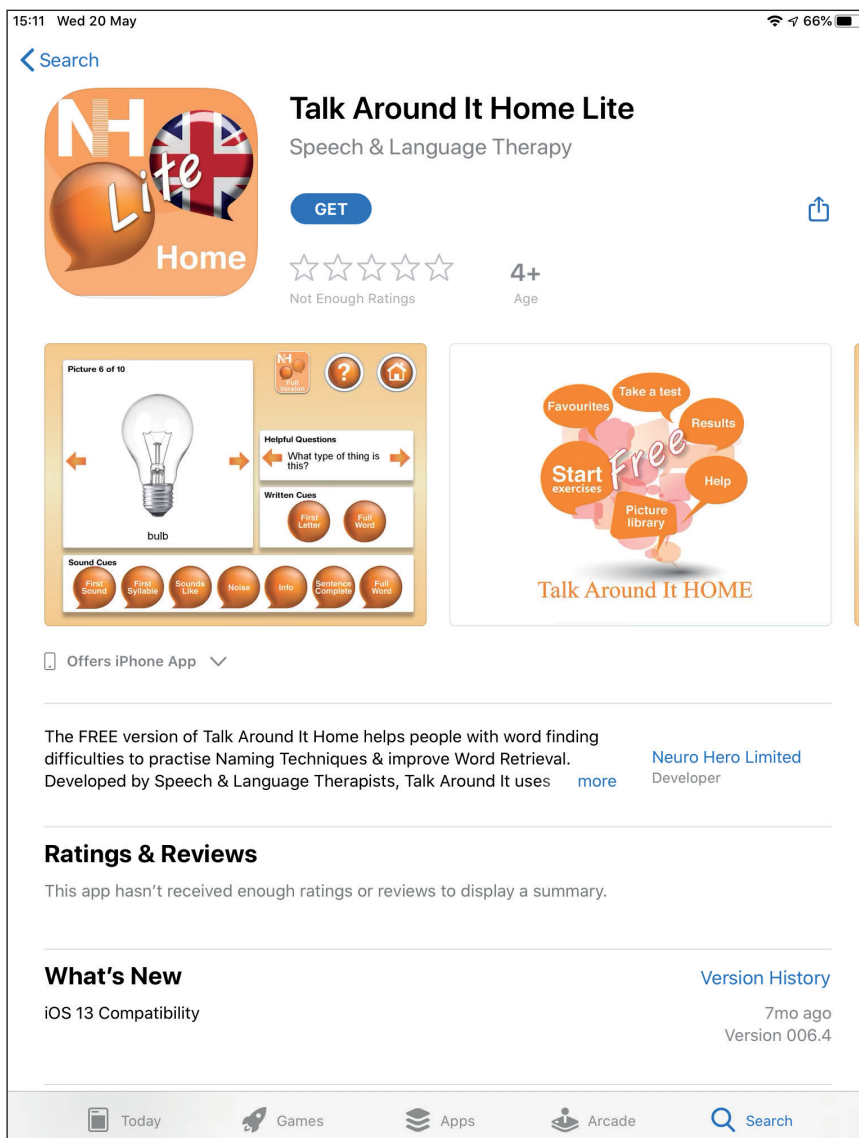 15:11 Wed 20 May
66%
Search
NH
Lite
Home
Talk Around It Home Lite
Speech & Language Therapy
GET
Not Enough Ratings
4+
Age
Picture 6 of 10
bulb
NH
Full
Version
?
Helpful Questions
What type of thing is
this?
Written Cues
First
Letter
Full
Word
Sound Cues
First
Sound
First
Syllable
Sounds
Like
Noise
Info
Sentence
Complete
Full
Word
Take a test
Favourites
Results
Free
Start
exercises
Help
Picture
library
Talk Around It HOME
Offers iPhone App
The FREE version of Talk Around It Home helps people with word finding
difficulties to practise Naming Techniques & improve Word Retrieval.
Developed by Speech & Language Therapists, Talk Around It uses more
Neuro Hero Limited
Developer
Ratings & Reviews
This app hasn't received enough ratings or reviews to display a summary.
What's New
Version History
iOS 13 Compatibility
7mo ago
Version 006.4
Today
Games
Apps
Arcade
Search